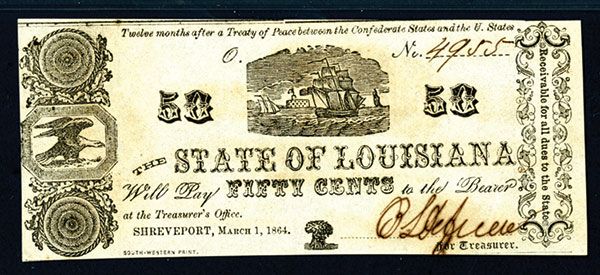 Twelve months after a Treaty of Peace between the Confederate States and the U. States
O. No. 4955
50 50
THE STATE OF LOUISIANA
Will Pay FIFTY CENTS to the Bearer
at the Treasurer's Office.
SHREVEPORT, MARCH 1, 1864.
for Treasurer.
SOUTH-WESTERN PRINT.
Receivable for all dues to the State